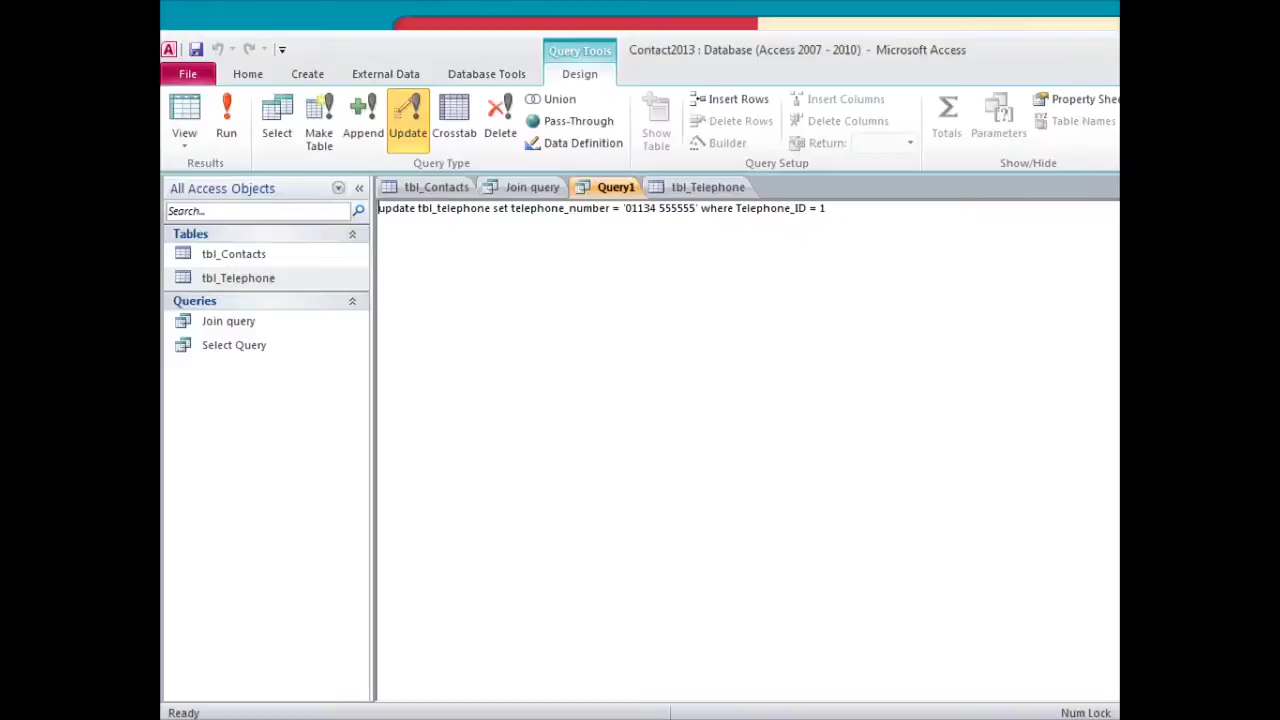 A
Query Tools
Contact2013 : Database (Access 2007 - 2010) - Microsoft Access
File Home Create External Data Database Tools Design
View Run Select Make Table Append Update Crosstab Delete
Union
Pass-Through
Data Definition
Show Table
Insert Rows
Delete Rows
Builder
Insert Columns
Delete Columns
Return:
Totals Parameters
Property Shee
Table Names
Results Query Type Query Setup Show/Hide
All Access Objects
Search...
Tables
tbl_Contacts
tbl_Telephone
Queries
Join query
Select Query
tbl_Contacts Join query Query1 tbl_Telephone
update tbl_telephone set telephone_number = '01134 555555' where Telephone_ID = 1
Ready Num Lock